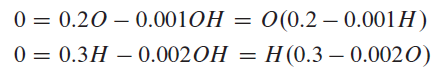 0 = 0.2O – 0.001OH = O(0.2 – 0.001H)
0 = 0.3H – 0.002OH = H(0.3 – 0.002O)